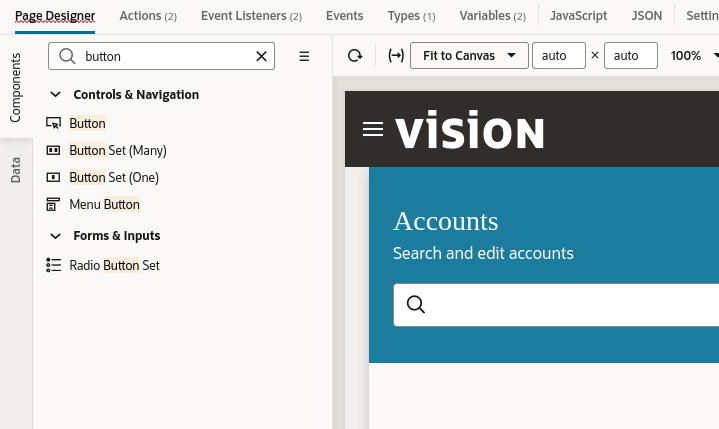 Page Designer Actions (2) Event Listeners (2) Events Types (1) Variables (2) JavaScript JSON
Components
Data
button
Fit to Canvas auto × auto 100%
Controls & Navigation
Button
Button Set (Many)
Button Set (One)
Menu Button
Forms & Inputs
Radio Button Set
VISION
Accounts
Search and edit accounts